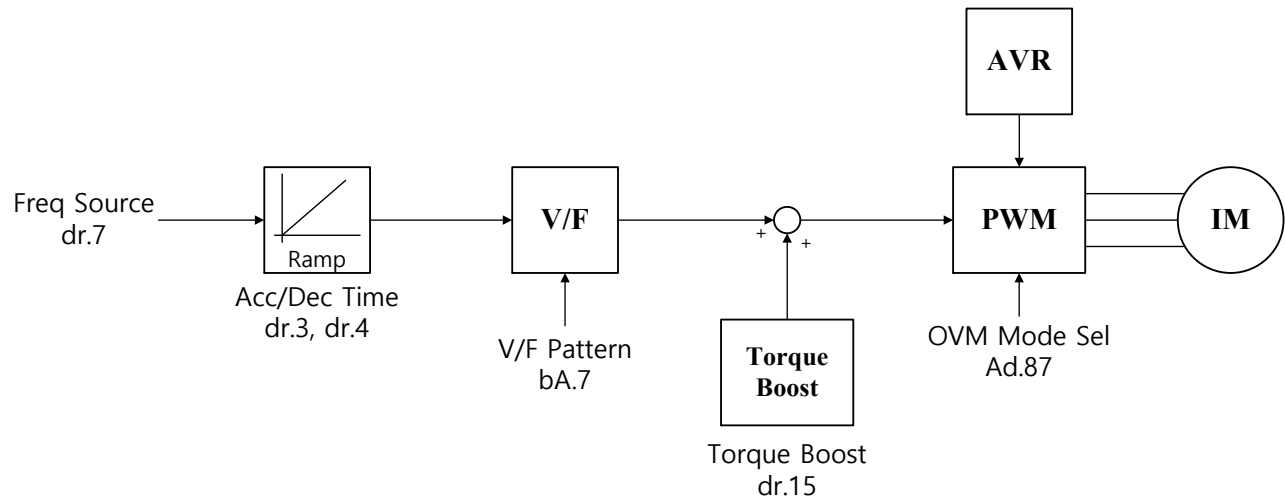 AVR
Freq Source
dr.7
Ramp
Acc/Dec Time
dr.3, dr.4
V/F
V/F Pattern
bA.7
+
+
Torque
Boost
Torque Boost
dr.15
PWM
OVM Mode Sel
Ad.87
IM